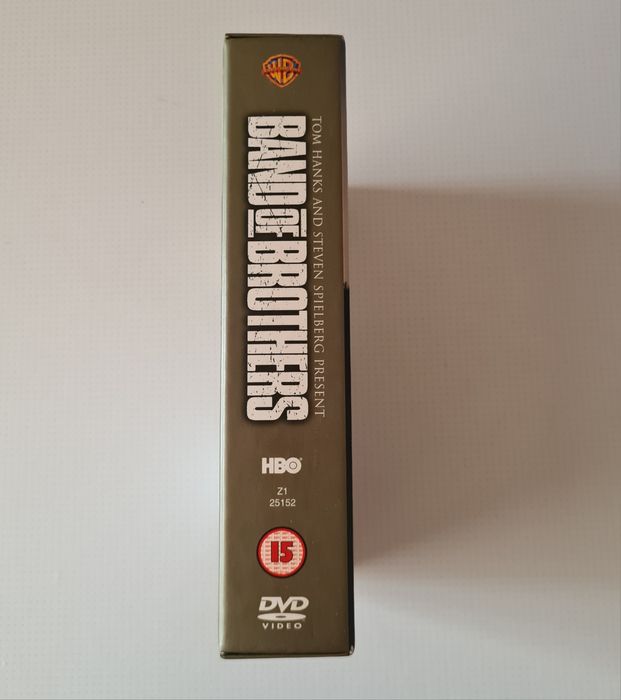 WB
TOM HANKS AND STEVEN SPIELBERG PRESENT
BAND OF BROTHERS
HBO
Z1
25152
15
DVD
VIDEO